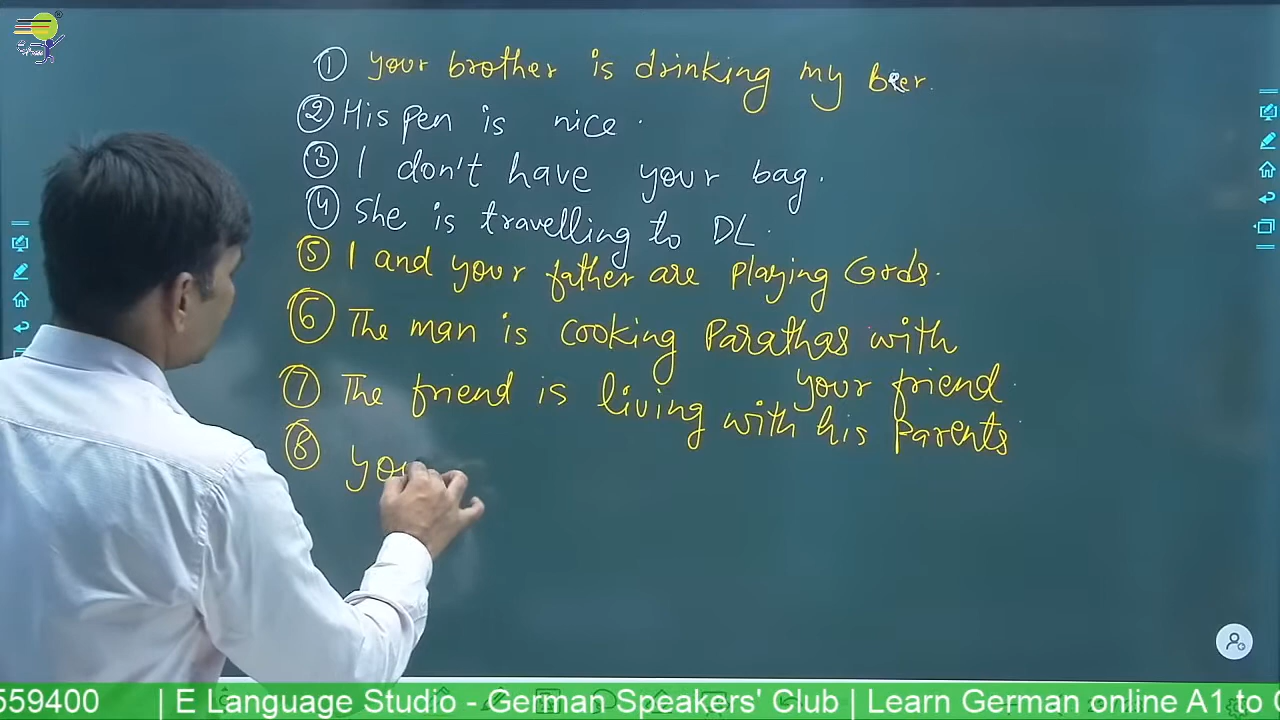 ① your brother is drinking my bier.
② His pen is nice.
③ I don't have your bag.
④ She is travelling to DL.
⑤ I and your father are playing Cards.
⑥ The man is cooking Parathas with
your friend.
⑦ The friend is living with his Parents
⑧ you
559400 | E Language Studio - German Speakers' Club | Learn German online A1 to C